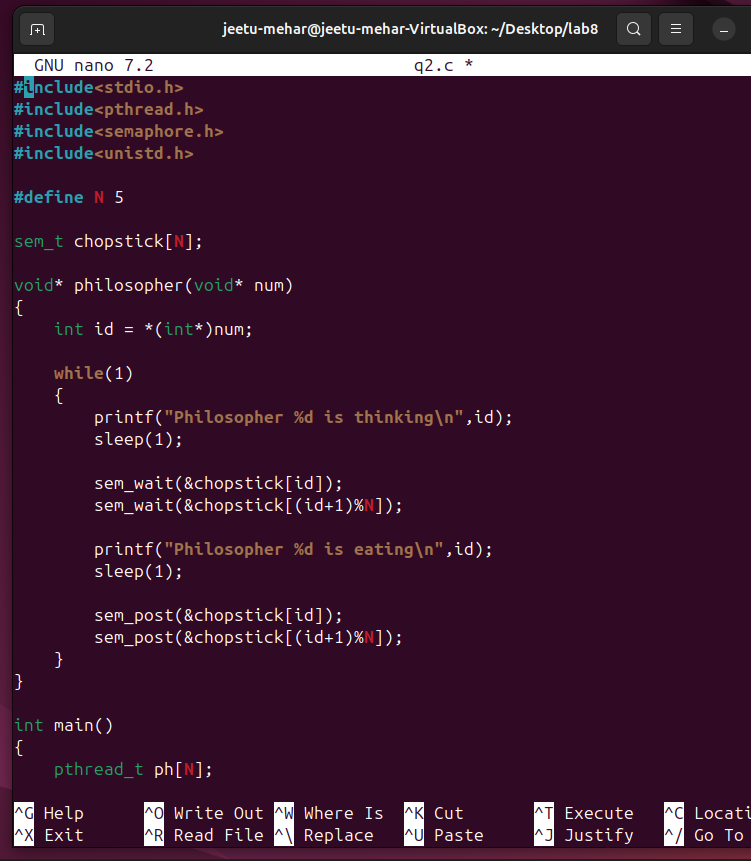 jeetu-mehar@jeetu-mehar-VirtualBox: ~/Desktop/lab8
GNU nano 7.2 q2.c *
#include<stdio.h>
#include<pthread.h>
#include<semaphore.h>
#include<unistd.h>
#define N 5
sem_t chopstick[N];
void* philosopher(void* num)
{
    int id = *(int*)num;
    while(1)
    {
        printf("Philosopher %d is thinking\n",id);
        sleep(1);
        sem_wait(&chopstick[id]);
        sem_wait(&chopstick[(id+1)%N]);
        printf("Philosopher %d is eating\n",id);
        sleep(1);
        sem_post(&chopstick[id]);
        sem_post(&chopstick[(id+1)%N]);
    }
}
int main()
{
    pthread_t ph[N];
^G Help ^O Write Out ^W Where Is ^K Cut ^T Execute ^C Locati
^X Exit ^R Read File ^\ Replace ^U Paste ^J Justify ^/ Go To